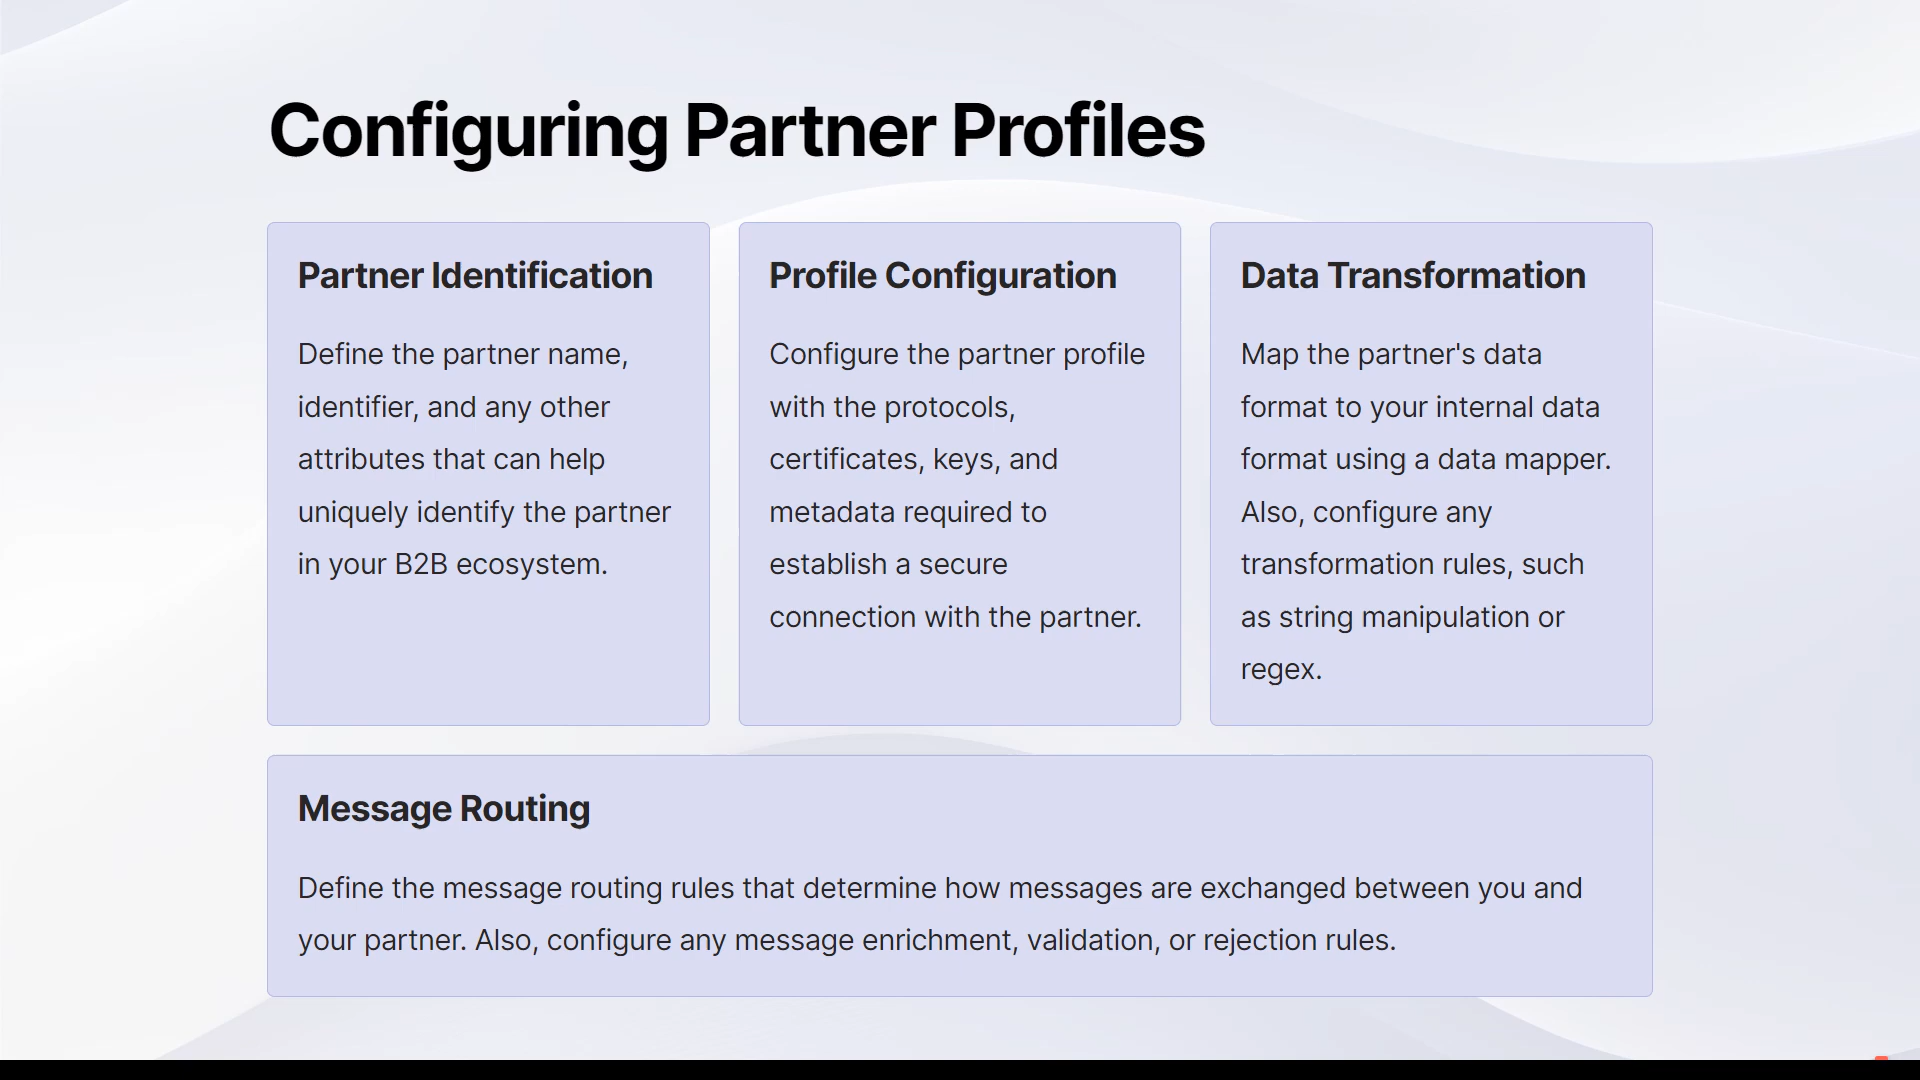 Configuring Partner Profiles
Partner Identification
Define the partner name,
identifier, and any other
attributes that can help
uniquely identify the partner
in your B2B ecosystem.
Profile Configuration
Configure the partner profile
with the protocols,
certificates, keys, and
metadata required to
establish a secure
connection with the partner.
Data Transformation
Map the partner's data
format to your internal data
format using a data mapper.
Also, configure any
transformation rules, such
as string manipulation or
regex.
Message Routing
Define the message routing rules that determine how messages are exchanged between you and
your partner. Also, configure any message enrichment, validation, or rejection rules.